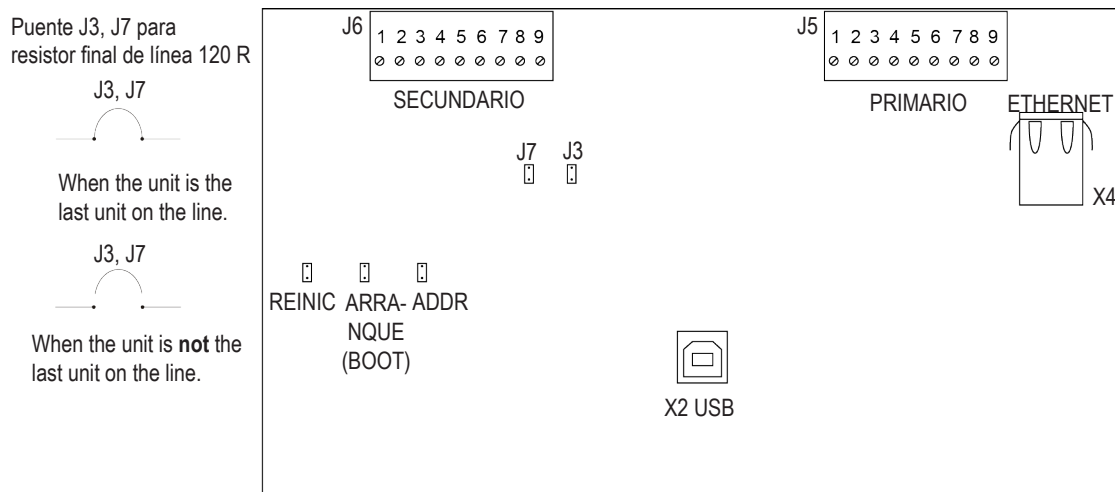 Puente J3, J7 para
resistor final de línea 120 R
J3, J7
When the unit is the
last unit on the line.
J3, J7
When the unit is not the
last unit on the line.
J6
1 2 3 4 5 6 7 8 9
SECUNDARIO
J5
1 2 3 4 5 6 7 8 9
PRIMARIO
ETHERNET
X4
J7
J3
REINIC
ARRA-
NQUE
(BOOT)
ADDR
X2 USB